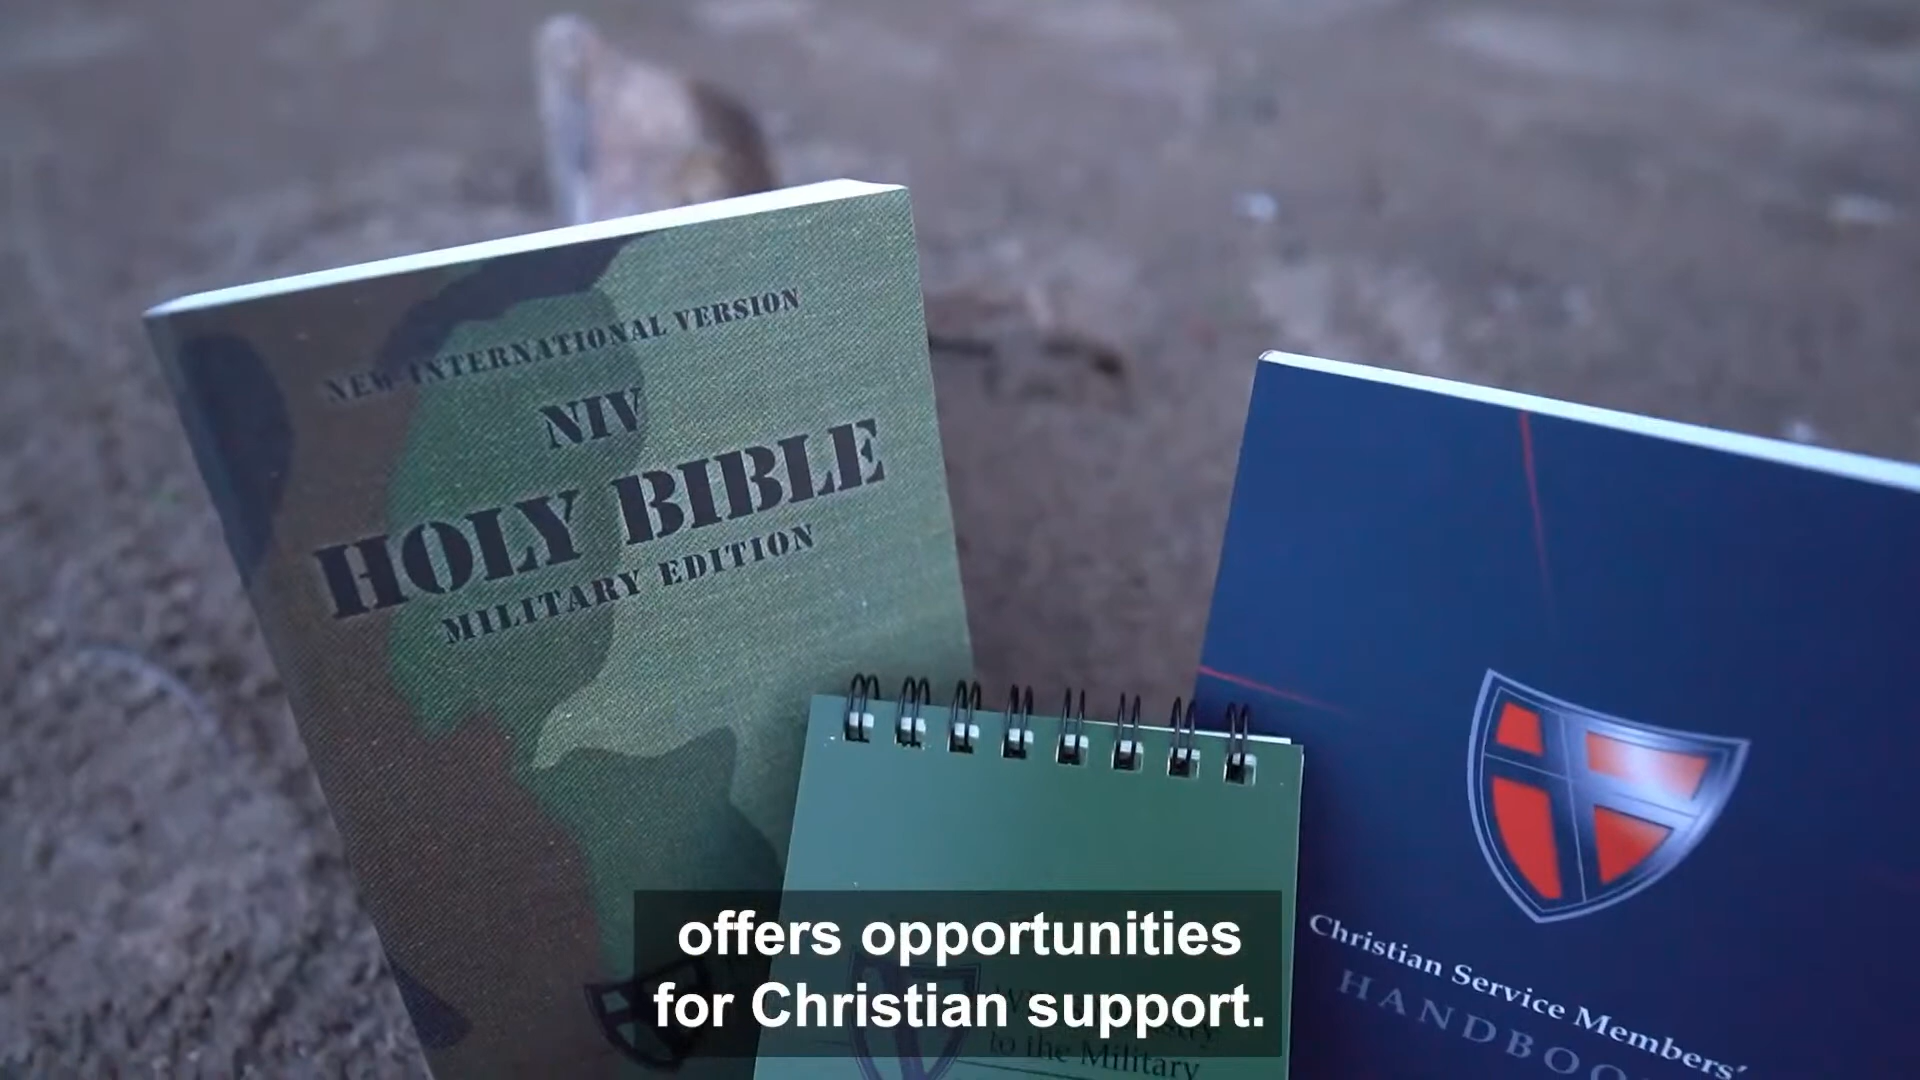 NEW INTERNATIONAL VERSION
NIV
HOLY BIBLE
MILITARY EDITION
Christian Service Members'
to the Military
offers opportunities
for Christian support.